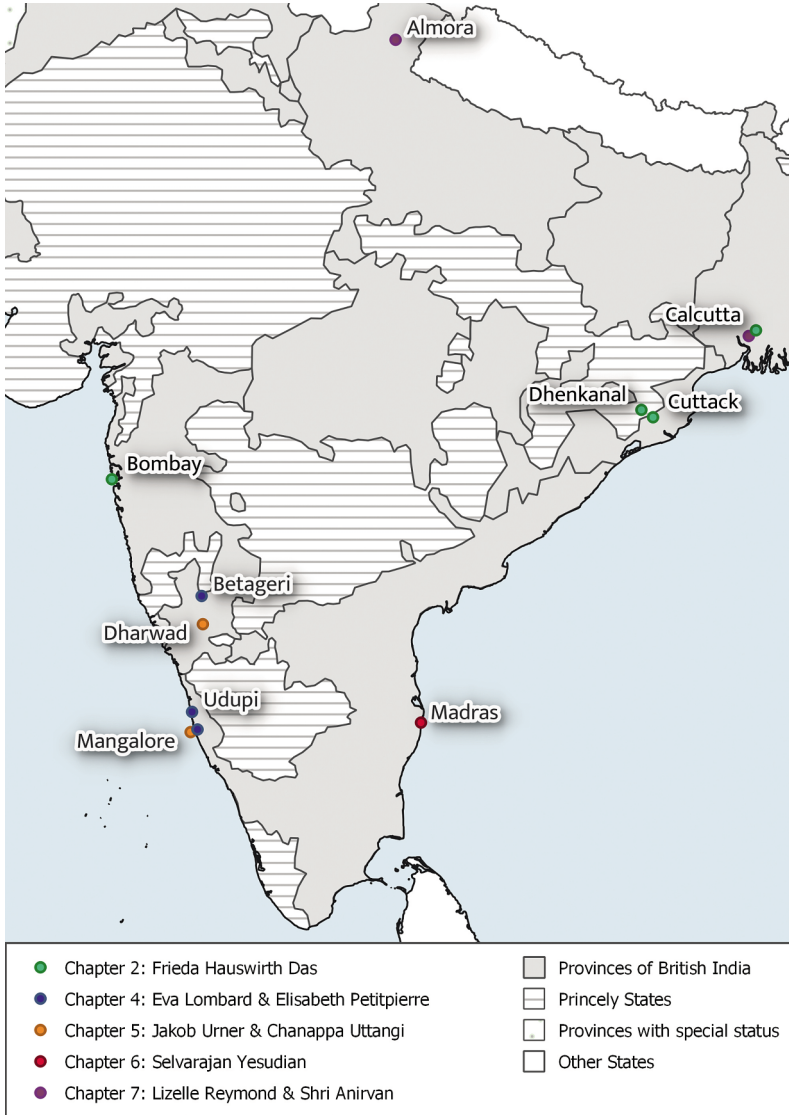 Almora
Calcutta
Dhenkanal
Cuttack
Bombay
Betageri
Dharwad
Udupi
Madras
Mangalore
Chapter 2: Frieda Hauswirth Das
Chapter 4: Eva Lombard & Elisabeth Petitpierre
Chapter 5: Jakob Urner & Chanappa Uttangi
Chapter 6: Selvarajan Yesudian
Chapter 7: Lizelle Reymond & Shri Anirvan
Provinces of British India
Princely States
Provinces with special status
Other States